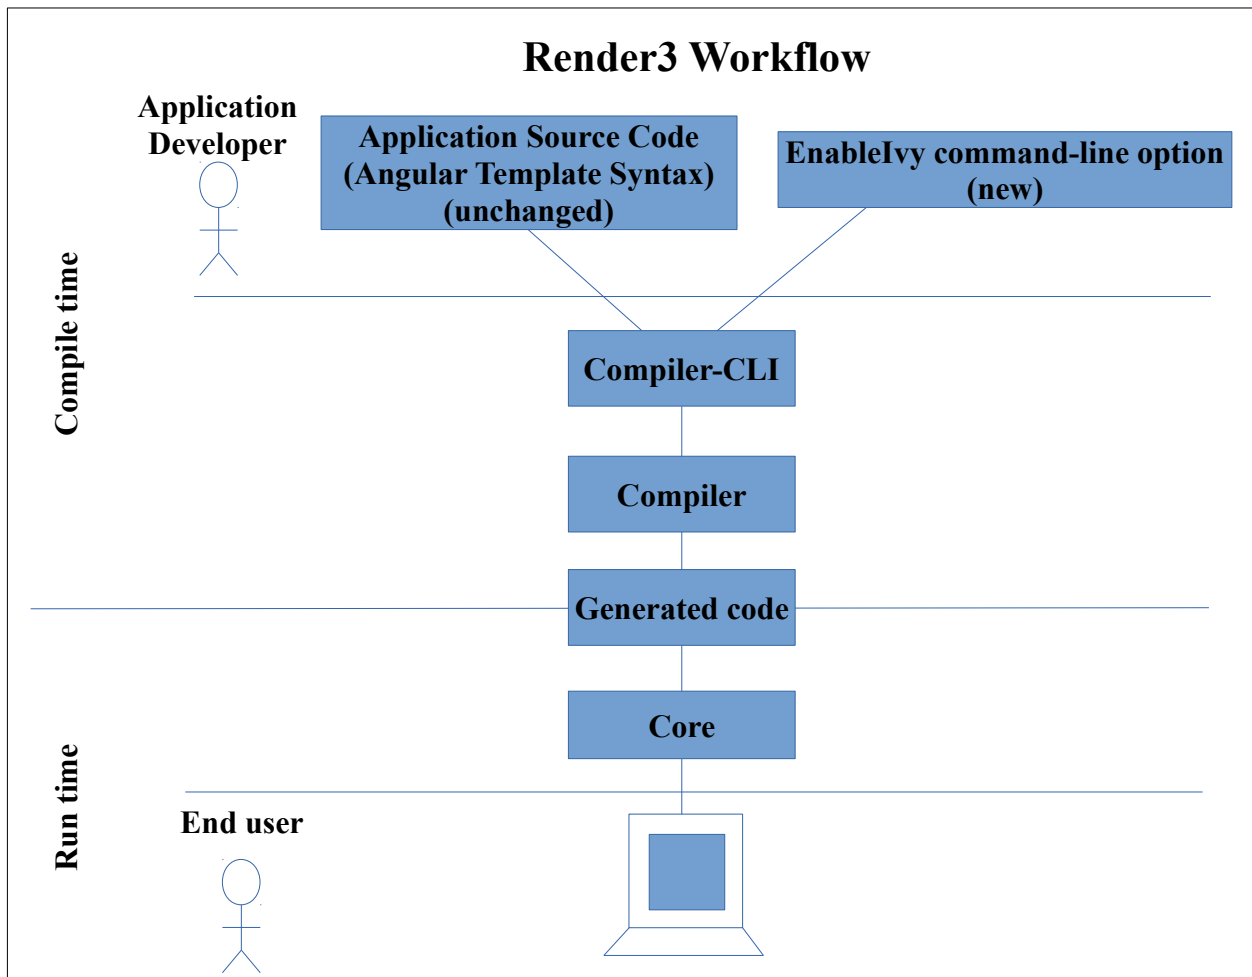 Render3 Workflow
Application
Developer
Application Source Code
(Angular Template Syntax)
(unchanged)
EnableIvy command-line option
(new)
Compile time
Compiler-CLI
Compiler
Generated code
Core
Run time
End user